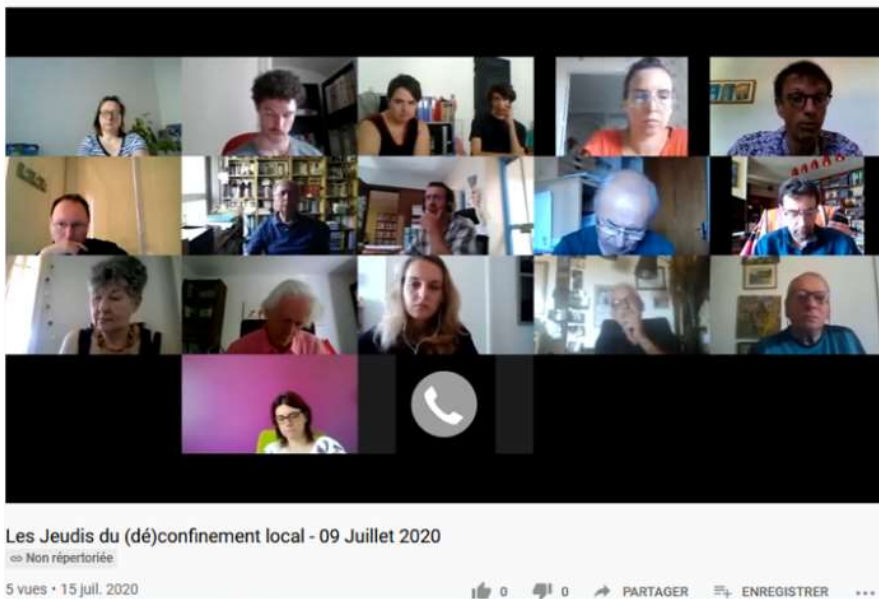 Les Jeudis du (dé)confinement local - 09 Juillet 2020
Non répertoriée
5 vues • 15 juil. 2020 0 0 PARTAGER ENREGISTRER